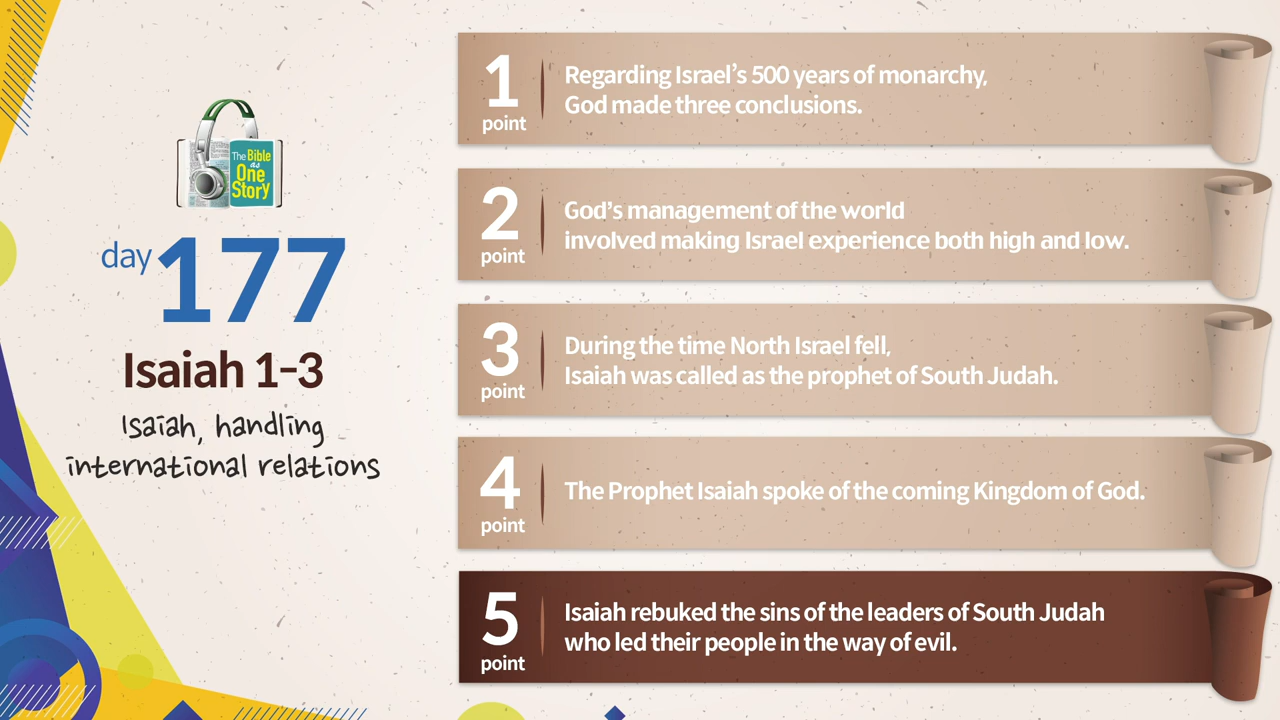 The Bible
as
One
Story
day 177
Isaiah 1-3
Isaiah, handling
international relations
1
point
Regarding Israel's 500 years of monarchy,
God made three conclusions.
2
point
God's management of the world
involved making Israel experience both high and low.
3
point
During the time North Israel fell,
Isaiah was called as the prophet of South Judah.
4
point
The Prophet Isaiah spoke of the coming Kingdom of God.
5
point
Isaiah rebuked the sins of the leaders of South Judah
who led their people in the way of evil.